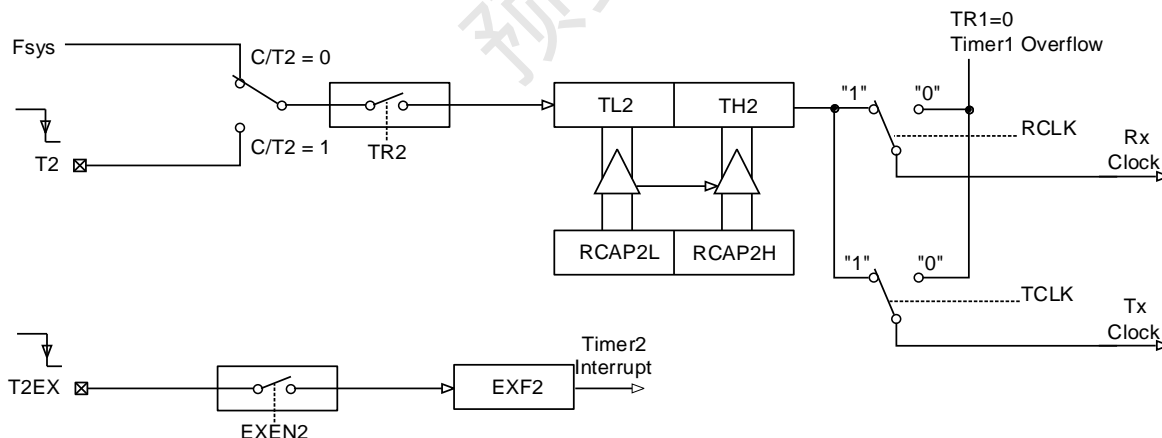 TR1=0
Timer1 Overflow
Fsys
C/T2 = 0
"1"
"0"
TL2
TH2
RCLK
Rx
Clock
T2
C/T2 = 1
TR2
RCAP2L
RCAP2H
"1"
"0"
TCLK
Tx
Clock
Timer2
Interrupt
T2EX
EXF2
EXEN2